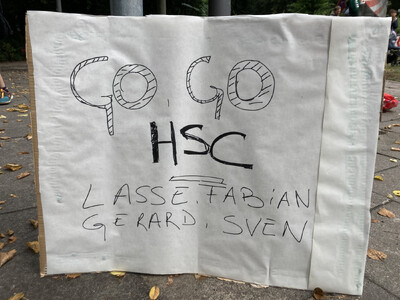 GO, GO
HSC
LASSE, FABiAN
GERARD, SVEN